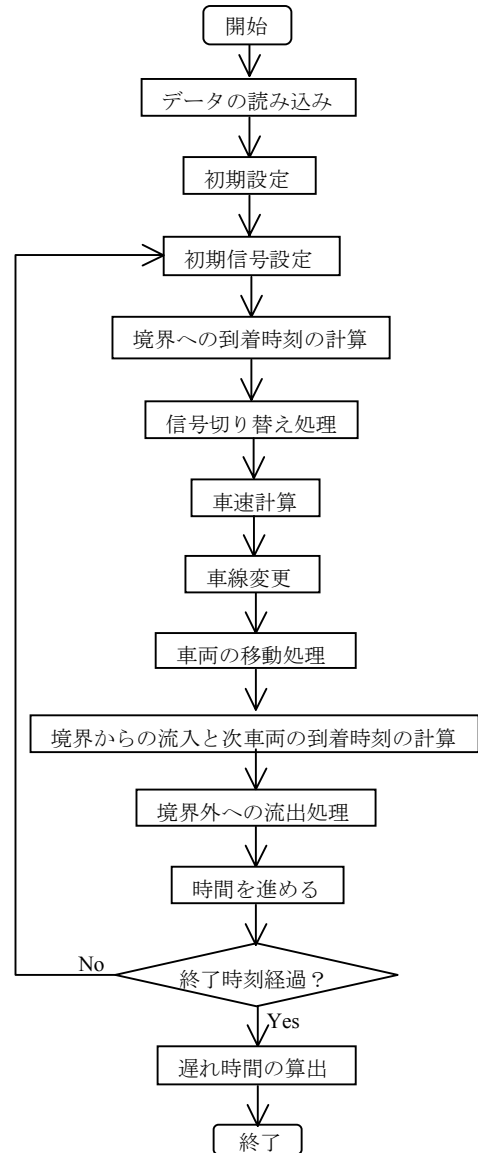 開始
データの読み込み
初期設定
初期信号設定
境界への到着時刻の計算
信号切り替え処理
車速計算
車線変更
車両の移動処理
境界からの流入と次車両の到着時刻の計算
境界外への流出処理
時間を進める
No
終了時刻経過？
Yes
遅れ時間の算出
終了